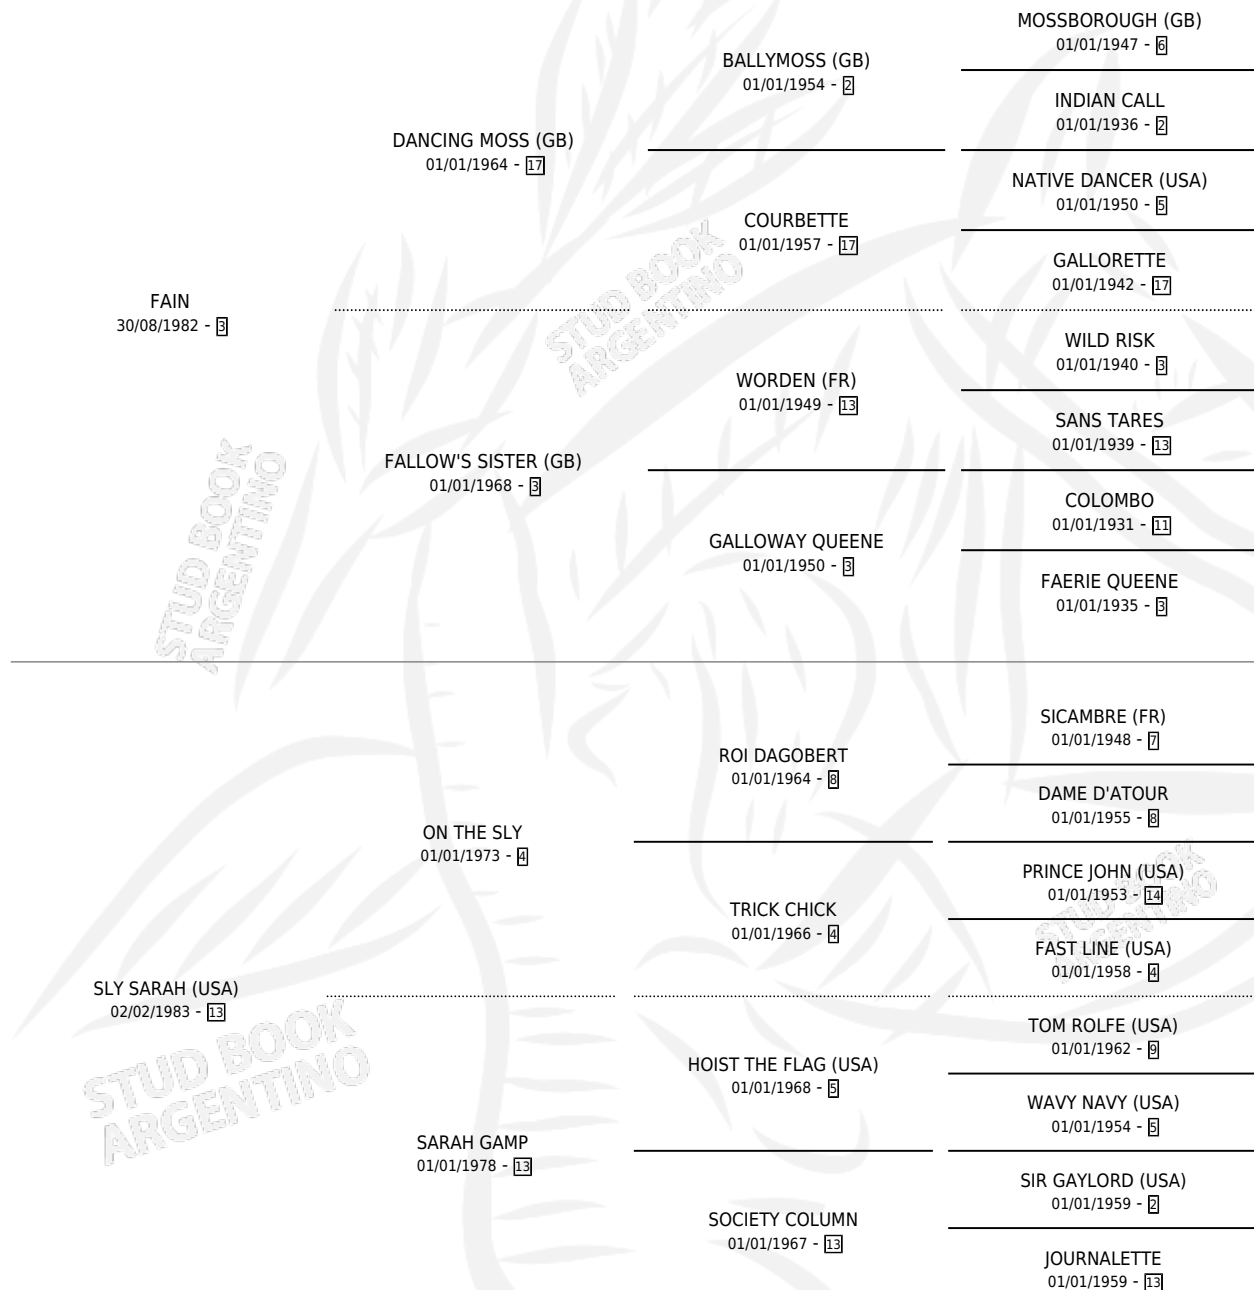 MOSSBOROUGH (GB)
01/01/1947 - 6
BALLYMOSS (GB)
01/01/1954 - 2
INDIAN CALL
01/01/1936 - 2
DANCING MOSS (GB)
01/01/1964 - 17
NATIVE DANCER (USA)
01/01/1950 - 5
COURBETTE
01/01/1957 - 17
GALLORETTE
01/01/1942 - 17
FAIN
30/08/1982 - 3
WILD RISK
01/01/1940 - 3
WORDEN (FR)
01/01/1949 - 13
SANS TARES
01/01/1939 - 13
FALLOW'S SISTER (GB)
01/01/1968 - 3
COLOMBO
01/01/1931 - 11
GALLOWAY QUEENE
01/01/1950 - 3
FAERIE QUEENE
01/01/1935 - 3
STUD BOOK
ARGENTINO
STUD BOOK
ARGENTINO
SICAMBRE (FR)
01/01/1948 - 7
ROI DAGOBERT
01/01/1964 - 8
DAME D'ATOUR
01/01/1955 - 8
ON THE SLY
01/01/1973 - 4
PRINCE JOHN (USA)
01/01/1953 - 14
TRICK CHICK
01/01/1966 - 4
FAST LINE (USA)
01/01/1958 - 4
STUD BOOK
ARGENTINO
SLY SARAH (USA)
02/02/1983 - 13
TOM ROLFE (USA)
01/01/1962 - 9
HOIST THE FLAG (USA)
01/01/1968 - 5
WAVY NAVY (USA)
01/01/1954 - 5
STUD BOOK
ARGENTINO
SARAH GAMP
01/01/1978 - 13
SIR GAYLORD (USA)
01/01/1959 - 2
SOCIETY COLUMN
01/01/1967 - 13
JOURNALETTE
01/01/1959 - 13